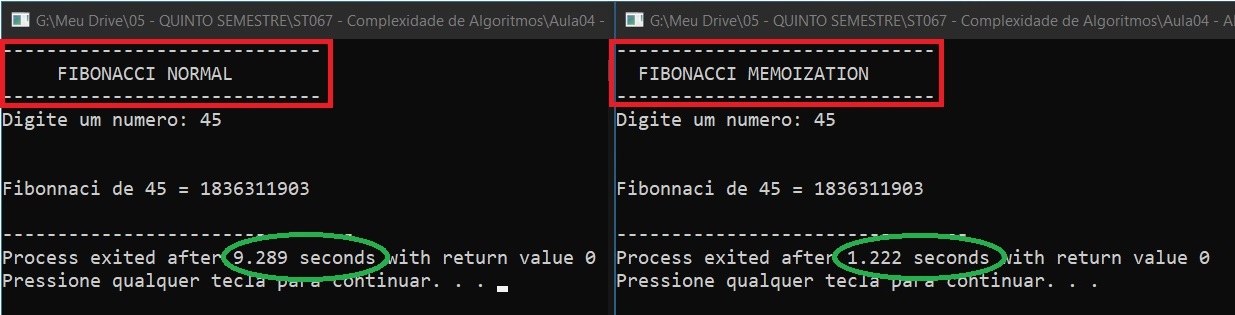 G:\Meu Drive\05 - QUINTO SEMESTRE\ST067 - Complexidade de Algoritmos\Aula04 -
-----------------------------
FIBONACCI NORMAL
-----------------------------
Digite um numero: 45
Fibonnaci de 45 = 1836311903
--------------------------------
Process exited after 9.289 seconds with return value 0
Pressione qualquer tecla para continuar. . .
G:\Meu Drive\05 - QUINTO SEMESTRE\ST067 - Complexidade de Algoritmos\Aula04 - Al
-----------------------------
FIBONACCI MEMOIZATION
-----------------------------
Digite um numero: 45
Fibonnaci de 45 = 1836311903
--------------------------------
Process exited after 1.222 seconds with return value 0
Pressione qualquer tecla para continuar. . .